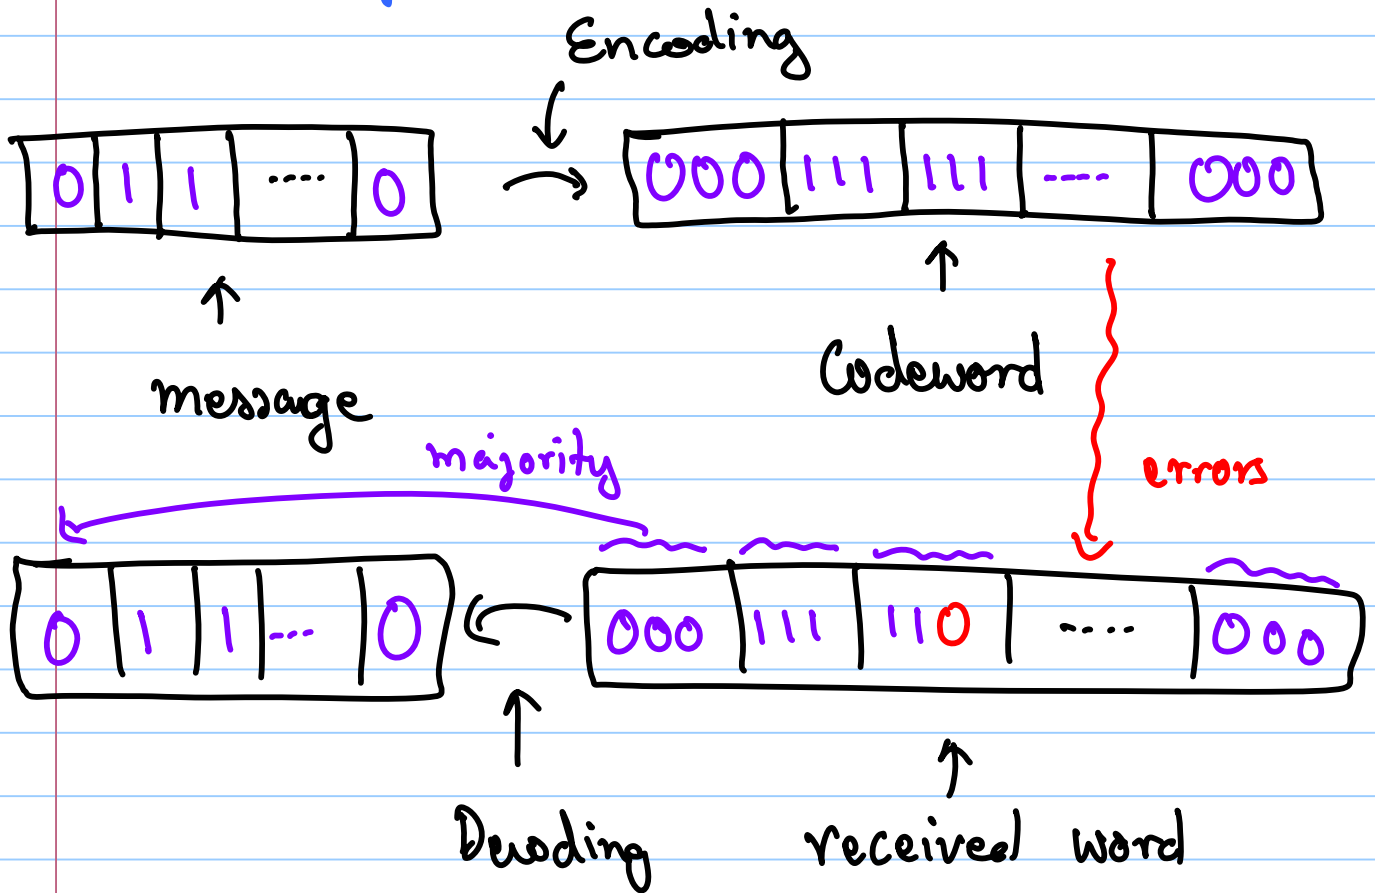 Encoding
0 1 1 ..... 0
000 111 111 ..... 000
message
Codeword
majority
errors
0 1 1 .... 0
000 111 110 ..... 000
Decoding
received word